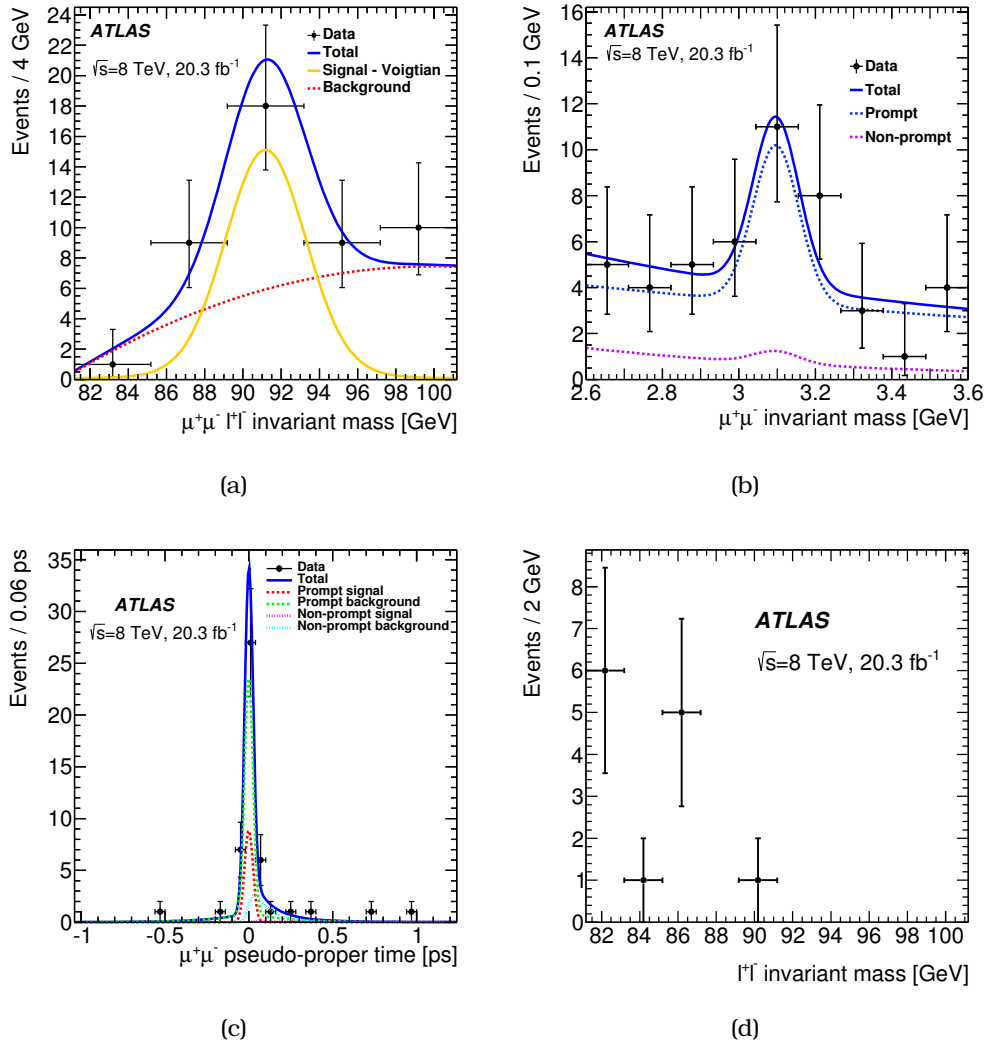 ATLAS
√s=8 TeV, 20.3 fb⁻¹
Data
Total
Signal - Voigtian
Background
Events / 4 GeV
24
22
20
18
16
14
12
10
8
6
4
2
0
82 84 86 88 90 92 94 96 98 100
μ⁺μ⁻ l⁺l⁻ invariant mass [GeV]
(a)
ATLAS
√s=8 TeV, 20.3 fb⁻¹
Data
Total
Prompt
Non-prompt
Events / 0.1 GeV
16
14
12
10
8
6
4
2
0
2.6 2.8 3 3.2 3.4 3.6
μ⁺μ⁻ invariant mass [GeV]
(b)
ATLAS
√s=8 TeV, 20.3 fb⁻¹
Data
Total
Prompt signal
Prompt background
Non-prompt signal
Non-prompt background
Events / 0.06 ps
35
30
25
20
15
10
5
0
-1 -0.5 0 0.5 1
μ⁺μ⁻ pseudo-proper time [ps]
(c)
ATLAS
√s=8 TeV, 20.3 fb⁻¹
Events / 2 GeV
8
7
6
5
4
3
2
1
0
82 84 86 88 90 92 94 96 98 100
l⁺l⁻ invariant mass [GeV]
(d)